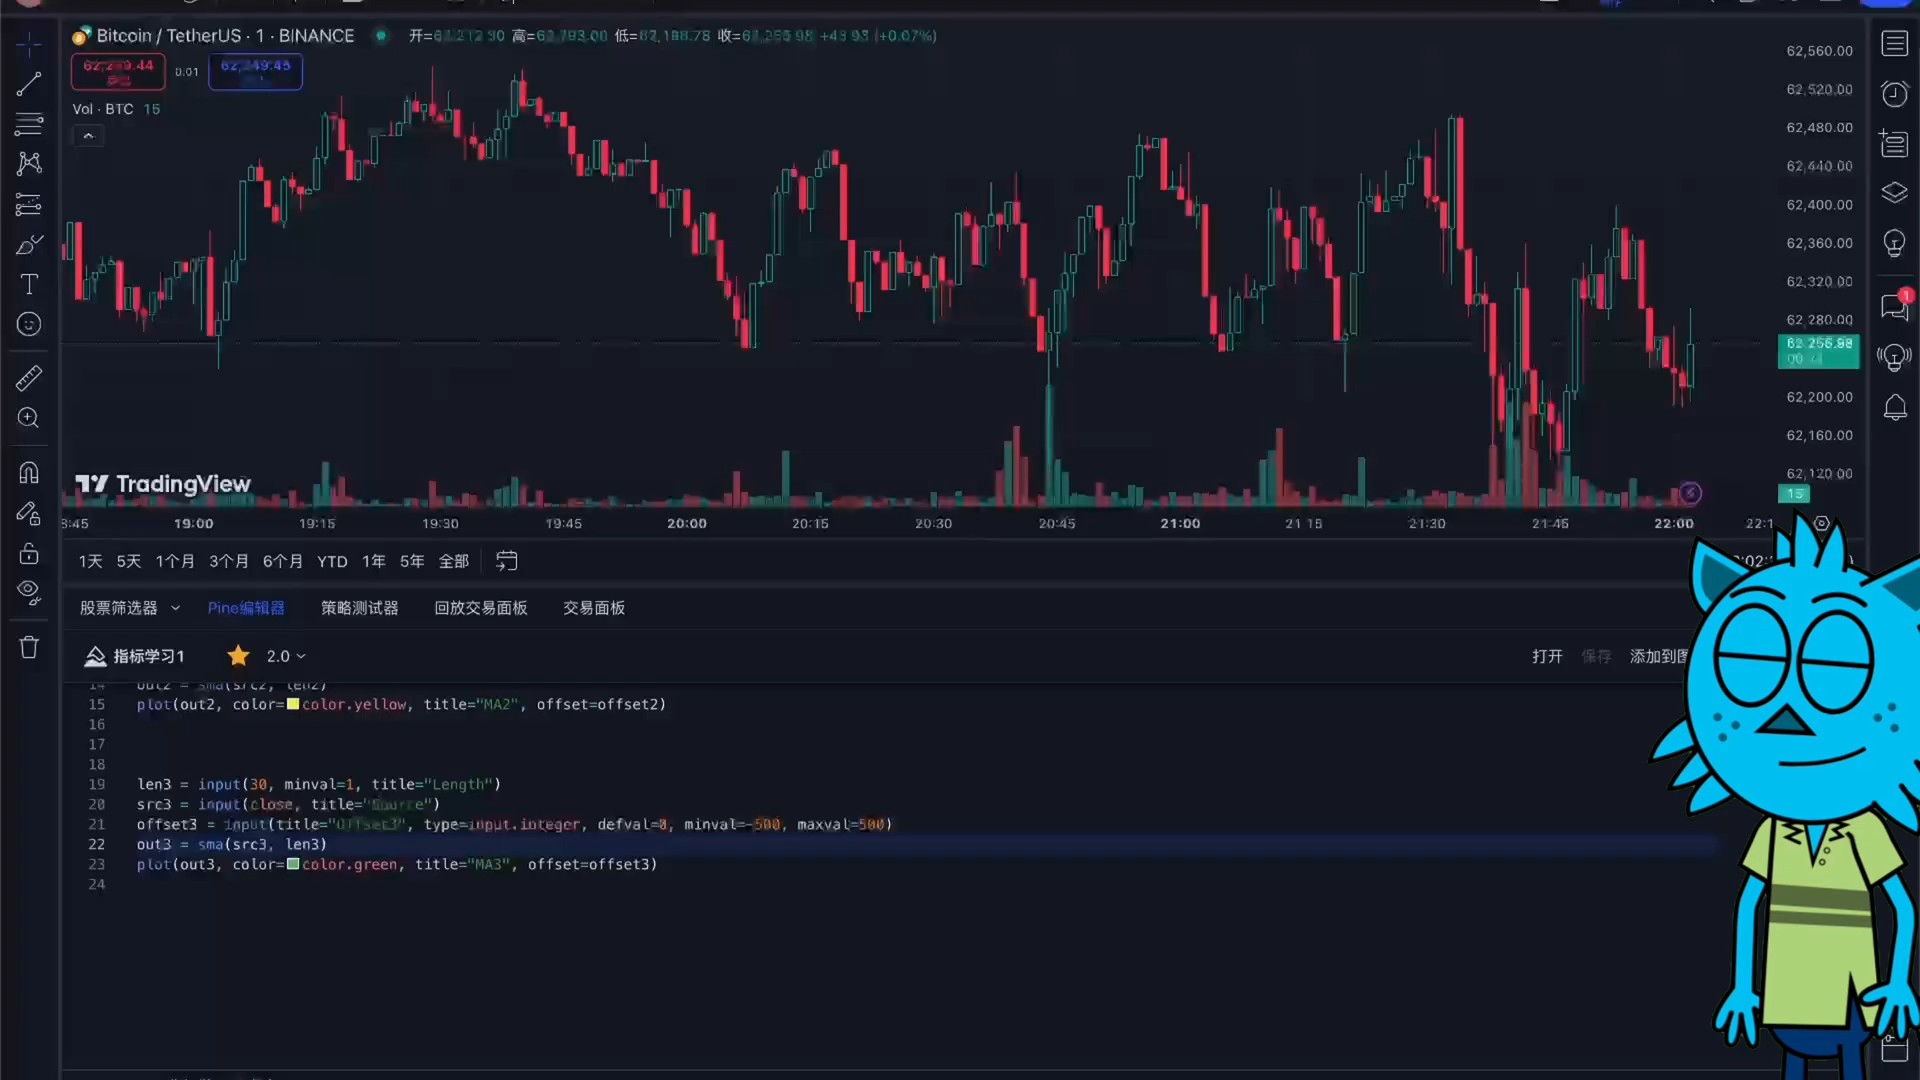 Bitcoin / TetherUS · 1 · BINANCE
0.01
Vol · BTC 15
62,560.00
62,520.00
62,480.00
62,440.00
62,400.00
62,360.00
62,320.00
62,280.00
62,200.00
62,160.00
62,120.00
15
1
TradingView
19:00
19:15
19:30
19:45
20:00
20:15
20:30
20:45
21:00
21:15
21:30
21:45
22:00
1天 5天 1个月 3个月 6个月 YTD 1年 5年 全部
股票筛选器 Pine编辑器 策略测试器 回放交易面板 交易面板
指标学习1 2.0 打开 保存 添加到图
14 out2 = sma(src2, len2)
15 plot(out2, color=color.yellow, title="MA2", offset=offset2)
16
17
18
19 len3 = input(30, minval=1, title="Length")
20 src3 = input(close, title="Source")
21 offset3 = input(title="Offset3", type=input.integer, defval=0, minval=-500, maxval=500)
22 out3 = sma(src3, len3)
23 plot(out3, color=color.green, title="MA3", offset=offset3)
24